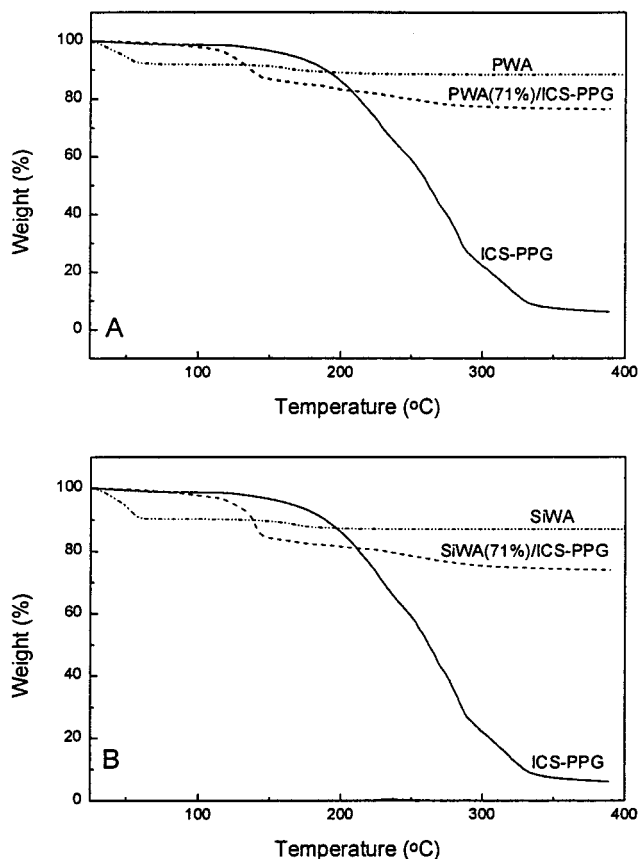 100
80
60
40
20
0
Weight (%)
PWA
PWA(71%)/ICS-PPG
ICS-PPG
A
100
200
300
400
Temperature (oC)
100
80
60
40
20
0
Weight (%)
SiWA
SiWA(71%)/ICS-PPG
ICS-PPG
B
100
200
300
400
Temperature (oC)